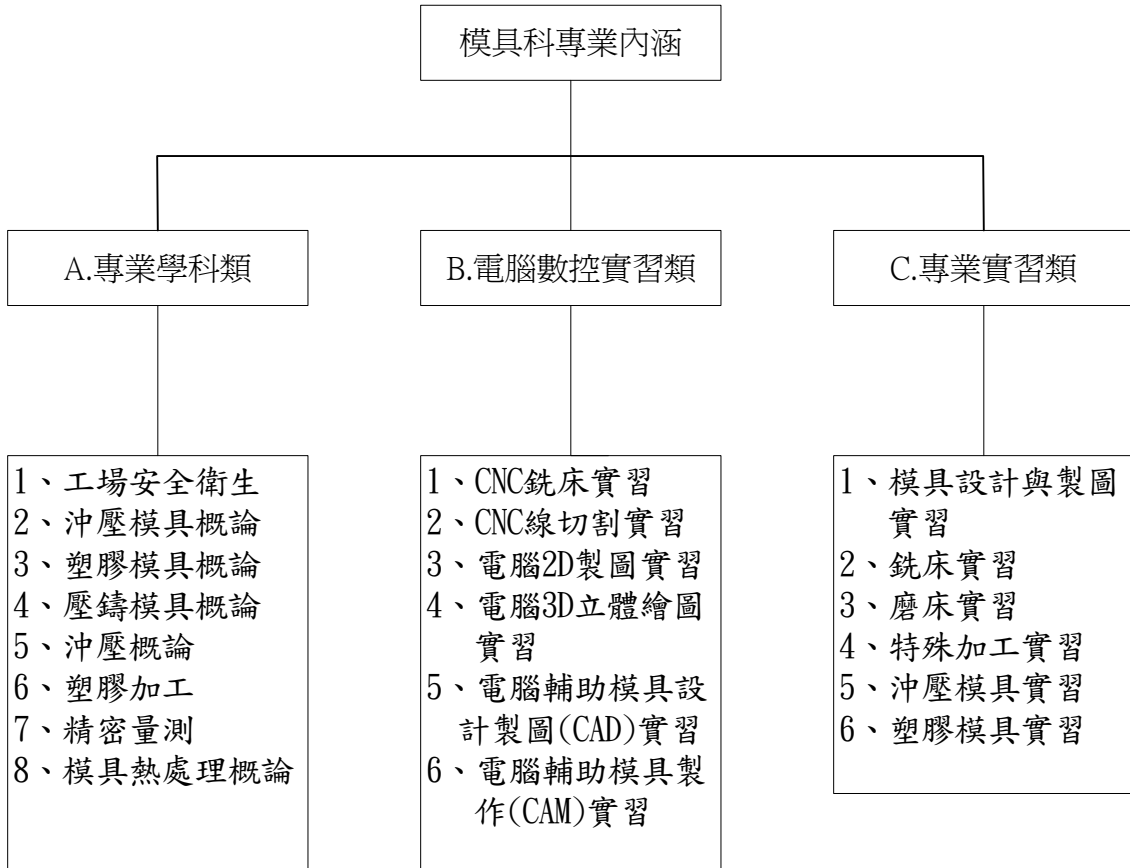 模具科專業內涵
A.專業學科類
B.電腦數控實習類
C.專業實習類
1、工場安全衛生
2、沖壓模具概論
3、塑膠模具概論
4、壓鑄模具概論
5、沖壓概論
6、塑膠加工
7、精密量測
8、模具熱處理概論
1、CNC銑床實習
2、CNC線切割實習
3、電腦2D製圖實習
4、電腦3D立體繪圖
實習
5、電腦輔助模具設
計製圖(CAD)實習
6、電腦輔助模具製
作(CAM)實習
1、模具設計與製圖
實習
2、銑床實習
3、磨床實習
4、特殊加工實習
5、沖壓模具實習
6、塑膠模具實習